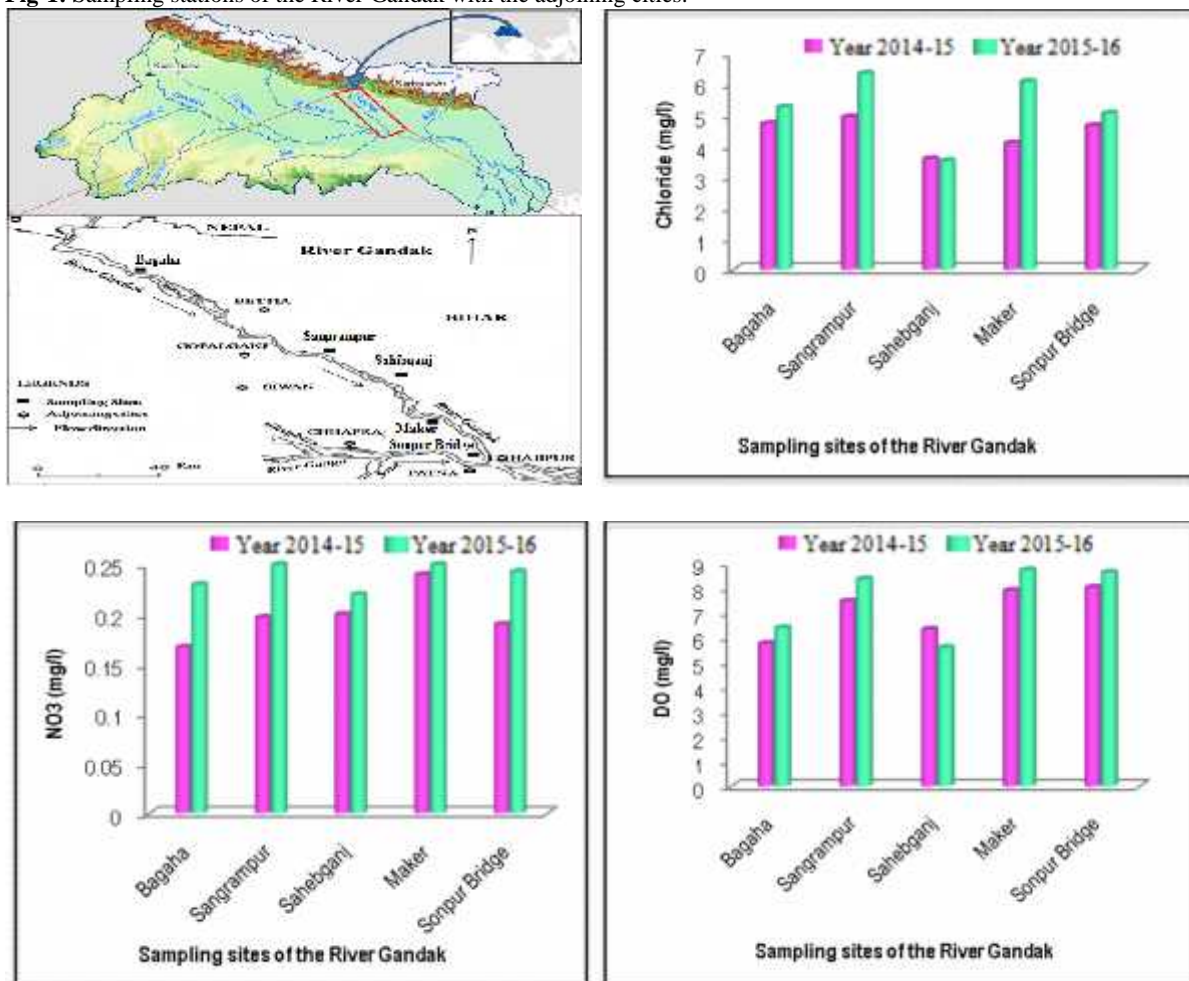 Fig 1. Sampling stations of the River Gandak with the adjoining cities.
NEPAL
River Gandak
Bagaha
River Gandak
BIHAR
Sangrampur
Sahibganj
SIWAN
LEGENDS
Sampling Sites
Adjoining cities
Flow direction
CHHAPRA
Maker
River Gandak
Sonpur Bridge
HAJIPUR
PATNA
Year 2014-15 Year 2015-16
Chloride (mg/l)
7
6
5
4
3
2
1
0
Bagaha
Sangrampur
Sahebganj
Maker
Sonpur Bridge
Sampling sites of the River Gandak
Year 2014-15 Year 2015-16
NO3 (mg/l)
0.25
0.2
0.15
0.1
0.05
0
Bagaha
Sangrampur
Sahebganj
Maker
Sonpur Bridge
Sampling sites of the River Gandak
Year 2014-15 Year 2015-16
DO (mg/l)
9
8
7
6
5
4
3
2
1
0
Bagaha
Sangrampur
Sahebganj
Maker
Sonpur Bridge
Sampling sites of the River Gandak